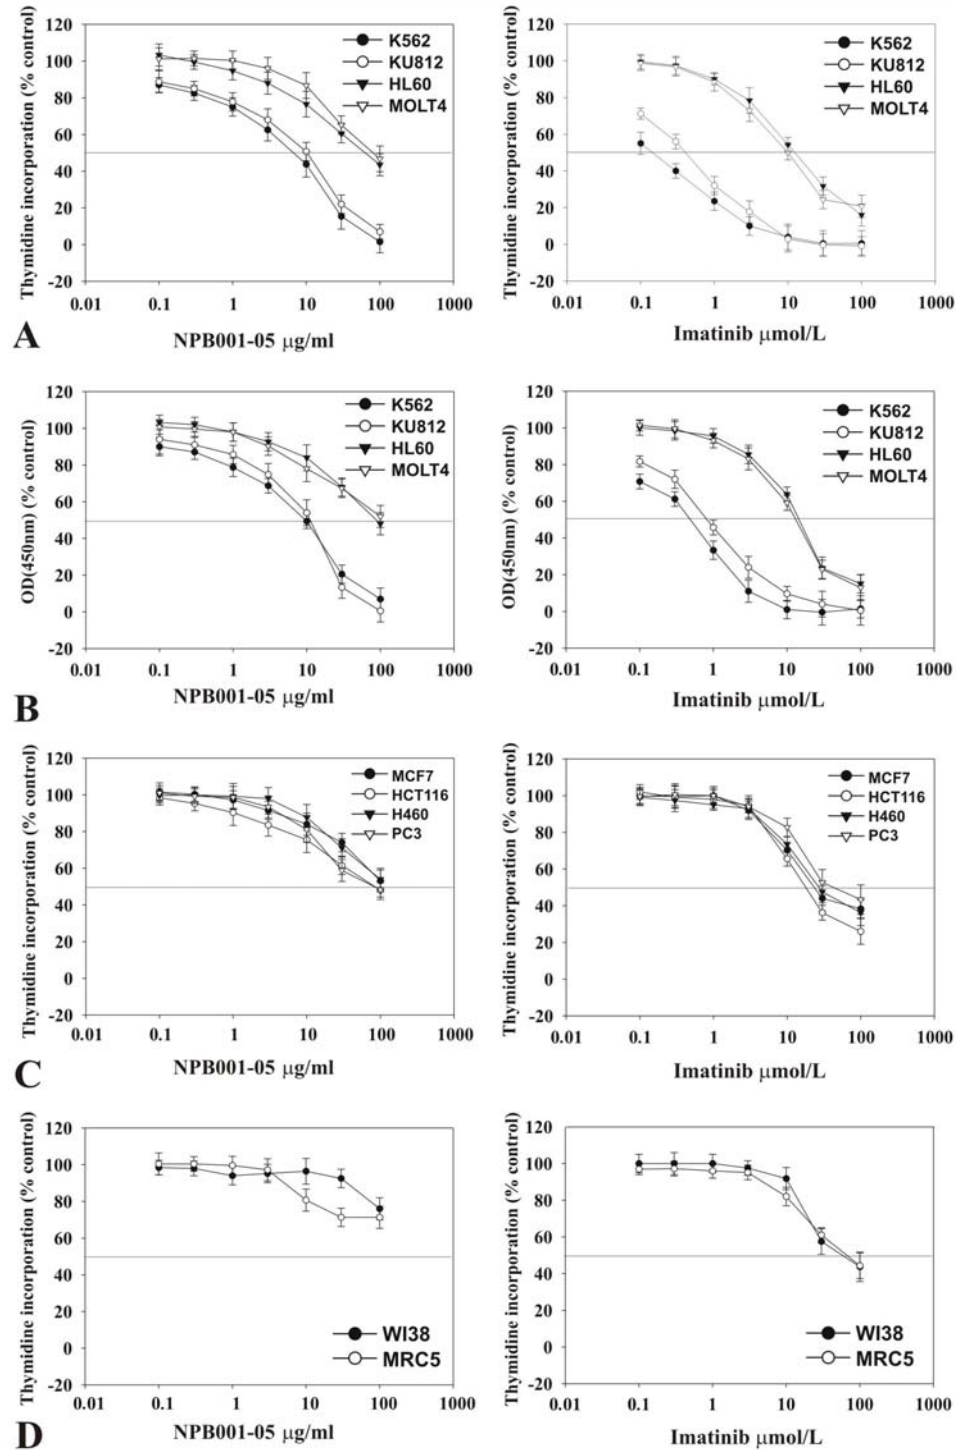 Thymidine incorporation (% control)
120
100
80
60
40
20
0
-20
0.01 0.1 1 10 100 1000
K562
KU812
HL60
MOLT4
NPB001-05 μg/ml
A
Thymidine incorporation (% control)
120
100
80
60
40
20
0
-20
0.01 0.1 1 10 100 1000
K562
KU812
HL60
MOLT4
Imatinib μmol/L
OD(450nm) (% control)
120
100
80
60
40
20
0
-20
0.01 0.1 1 10 100 1000
K562
KU812
HL60
MOLT4
NPB001-05 μg/ml
B
OD(450nm) (% control)
120
100
80
60
40
20
0
-20
0.01 0.1 1 10 100 1000
K562
KU812
HL60
MOLT4
Imatinib μmol/L
Thymidine incorporation (% control)
120
100
80
60
40
20
0
-20
0.01 0.1 1 10 100 1000
MCF7
HCT116
H460
PC3
NPB001-05 μg/ml
C
Thymidine incorporation (% control)
120
100
80
60
40
20
0
-20
0.01 0.1 1 10 100 1000
MCF7
HCT116
H460
PC3
Imatinib μmol/L
Thymidine incorporation (% control)
120
100
80
60
40
20
0
-20
0.01 0.1 1 10 100 1000
WI38
MRC5
NPB001-05 μg/ml
D
Thymidine incorporation (% control)
120
100
80
60
40
20
0
-20
0.01 0.1 1 10 100 1000
WI38
MRC5
Imatinib μmol/L